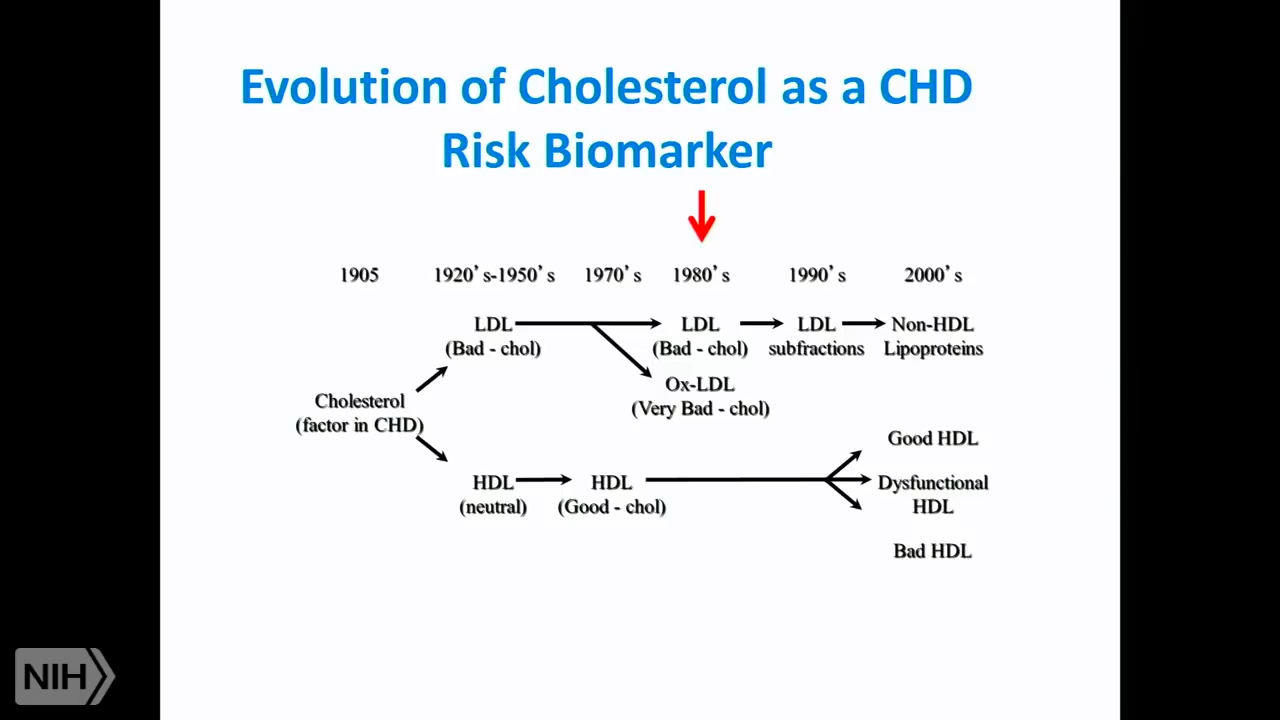 Evolution of Cholesterol as a CHD
Risk Biomarker
1905 1920's-1950's 1970's 1980's 1990's 2000's
LDL LDL LDL Non-HDL
(Bad - chol) (Bad - chol) subfractions Lipoproteins
Ox-LDL
(Very Bad - chol)
Cholesterol
(factor in CHD)
Good HDL
HDL HDL Dysfunctional
(neutral) (Good - chol) HDL
Bad HDL
NIH